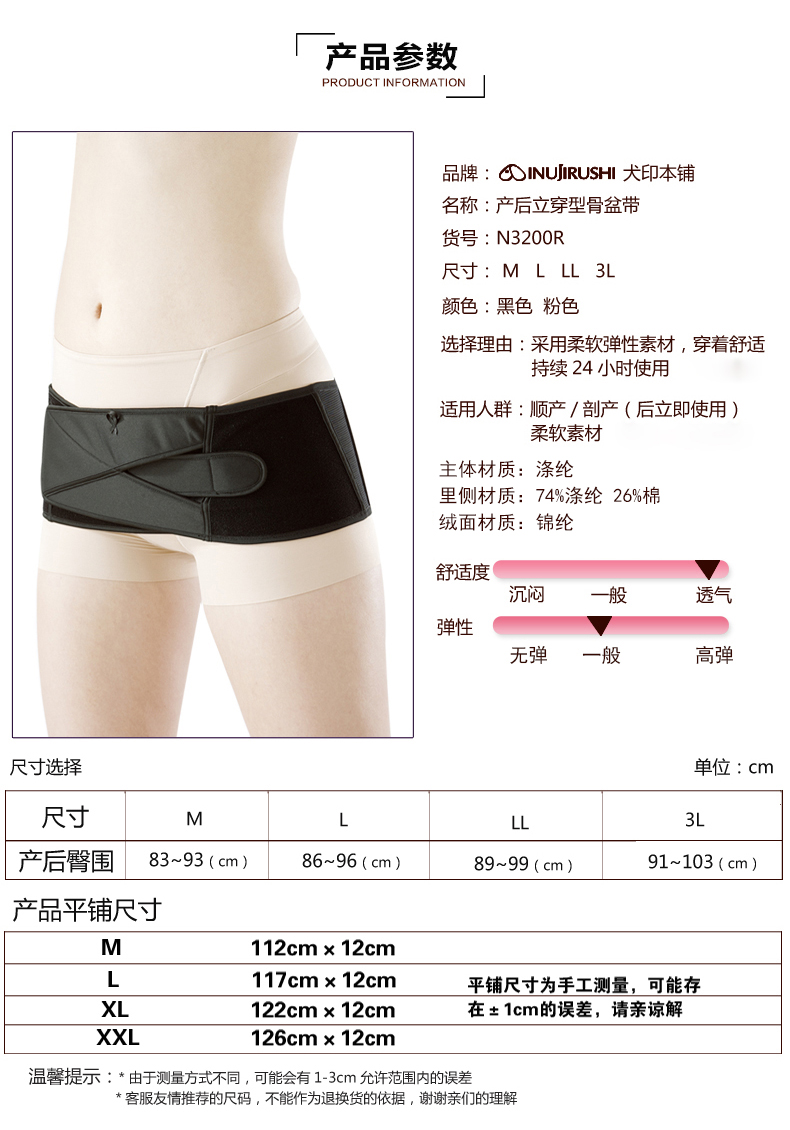 产品参数
PRODUCT INFORMATION
品牌：INUJIRUSHI 犬印本铺
名称：产后立穿型骨盆带
货号：N3200R
尺寸： M L LL 3L
颜色：黑色 粉色
选择理由：采用柔软弹性素材，穿着舒适
持续 24 小时使用
适用人群：顺产 / 剖产（后立即使用）
柔软素材
主体材质：涤纶
里侧材质：74%涤纶 26%棉
绒面材质：锦纶
舒适度
沉闷 一般 透气
弹性
无弹 一般 高弹
尺寸选择 单位：cm
尺寸 M L LL 3L
产后臀围 83~93（cm） 86~96（cm） 89~99（cm） 91~103（cm）
产品平铺尺寸
M 112cm × 12cm
L 117cm × 12cm 平铺尺寸为手工测量，可能存
XL 122cm × 12cm 在 ± 1cm的误差，请亲谅解
XXL 126cm × 12cm
温馨提示：* 由于测量方式不同，可能会有 1-3cm 允许范围内的误差
* 客服友情推荐的尺码，不能作为退换货的依据，谢谢亲们的理解